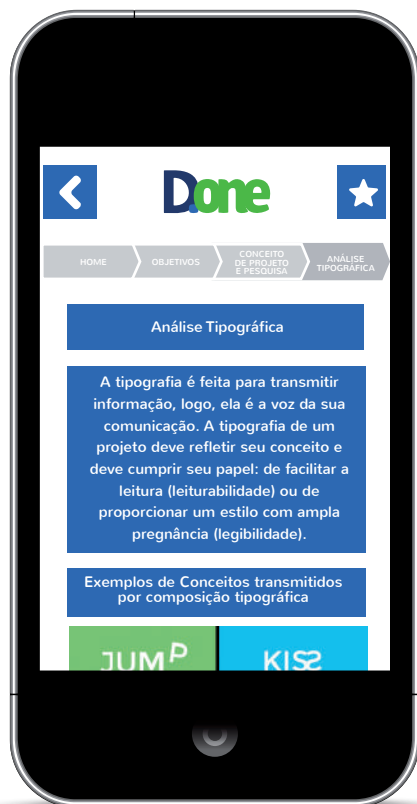 D.one
HOME
OBJETIVOS
CONCEITO
DE PROJETO
E PESQUISA
ANÁLISE
TIPOGRÁFICA
Análise Tipográfica
A tipografia é feita para transmitir
informação, logo, ela é a voz da sua
comunicação. A tipografia de um
projeto deve refletir seu conceito e
deve cumprir seu papel: de facilitar a
leitura (leiturabilidade) ou de
proporcionar um estilo com ampla
pregnância (legibilidade).
Exemplos de Conceitos transmitidos
por composição tipográfica
JUMP
KISS